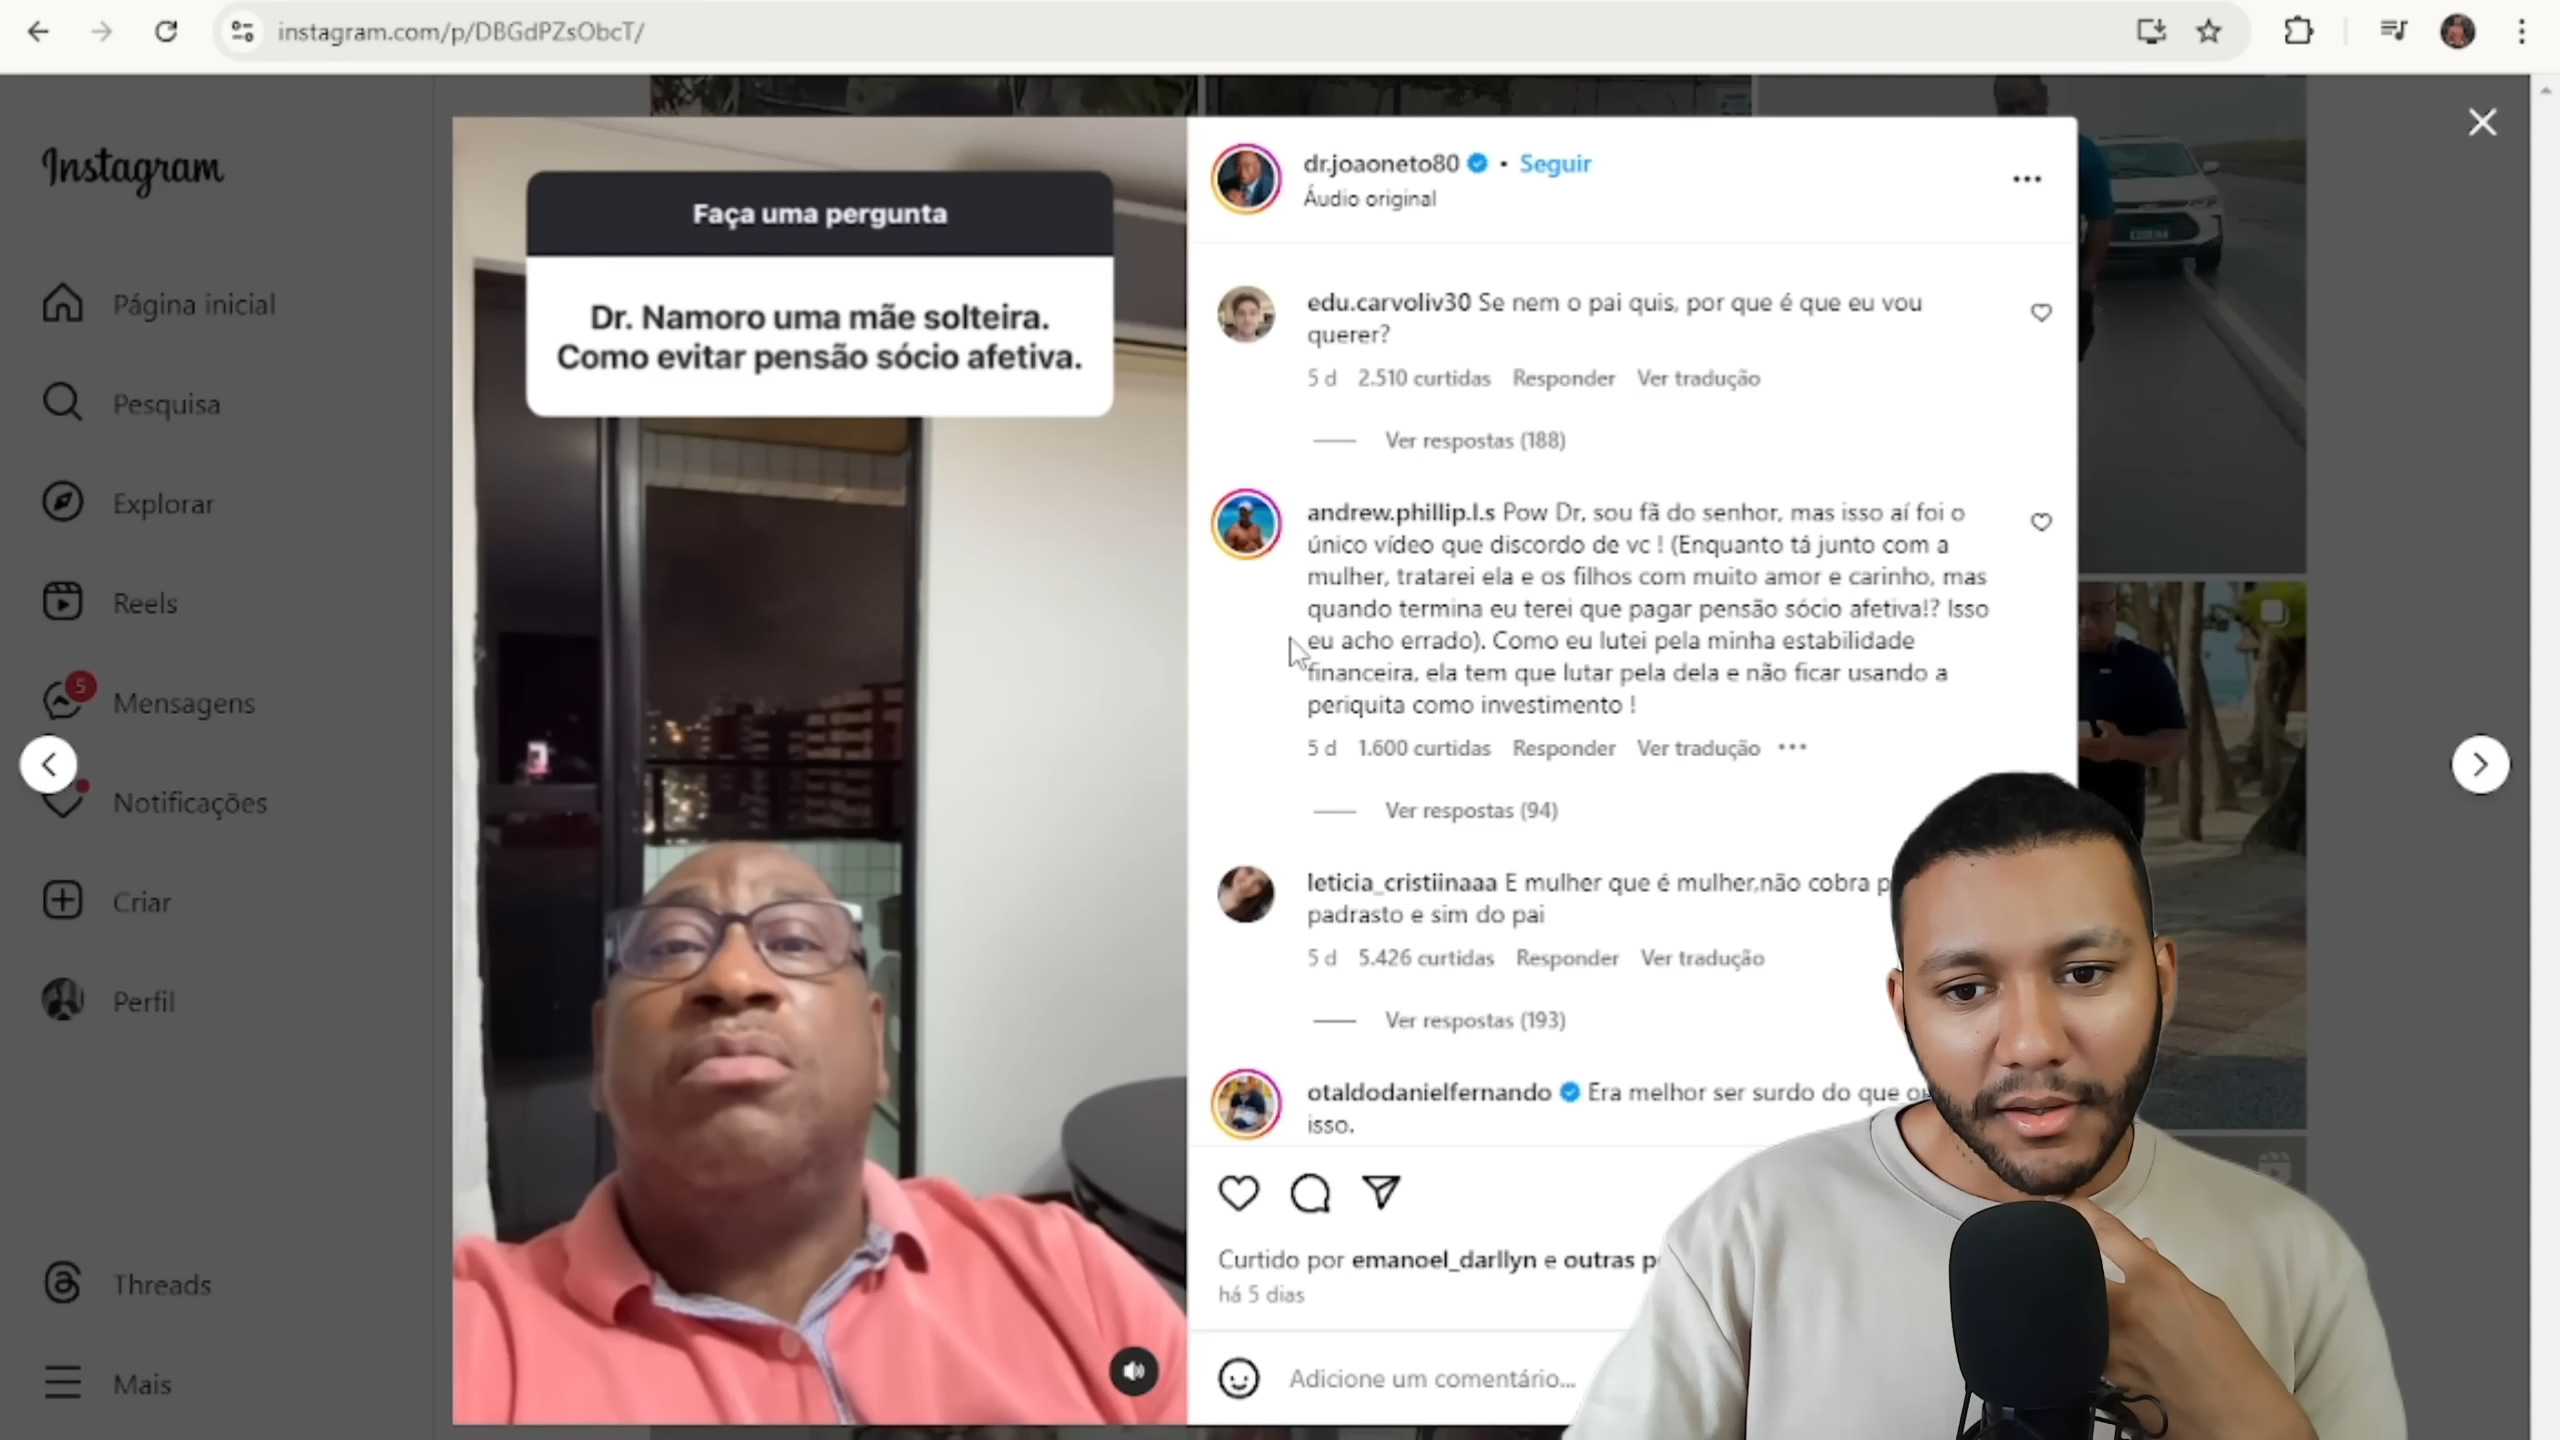 instagram.com/p/DBGdPZsObcT/
Instagram
Página inicial
Pesquisa
Explorar
Reels
5
Mensagens
Notificações
Criar
Perfil
Threads
Mais
Faça uma pergunta
Dr. Namoro uma mãe solteira.
Como evitar pensão sócio afetiva.
dr.joaoneto80 • Seguir
Áudio original
edu.carvoliv30 Se nem o pai quis, por que é que eu vou
querer?
5 d 2.510 curtidas Responder Ver tradução
Ver respostas (188)
andrew.phillip.l.s Pow Dr, sou fã do senhor, mas isso aí foi o
único vídeo que discordo de vc ! (Enquanto tá junto com a
mulher, tratarei ela e os filhos com muito amor e carinho, mas
quando termina eu terei que pagar pensão sócio afetiva!? Isso
eu acho errado). Como eu lutei pela minha estabilidade
financeira, ela tem que lutar pela dela e não ficar usando a
periquita como investimento !
5 d 1.600 curtidas Responder Ver tradução •••
Ver respostas (94)
leticia_cristiinaaa E mulher que é mulher,não cobra
padrasto e sim do pai
5 d 5.426 curtidas Responder Ver tradução
Ver respostas (193)
otaldodanielfernando Era melhor ser surdo do que
isso.
Curtido por emanoel_darllyn e outras
há 5 dias
Adicione um comentário...